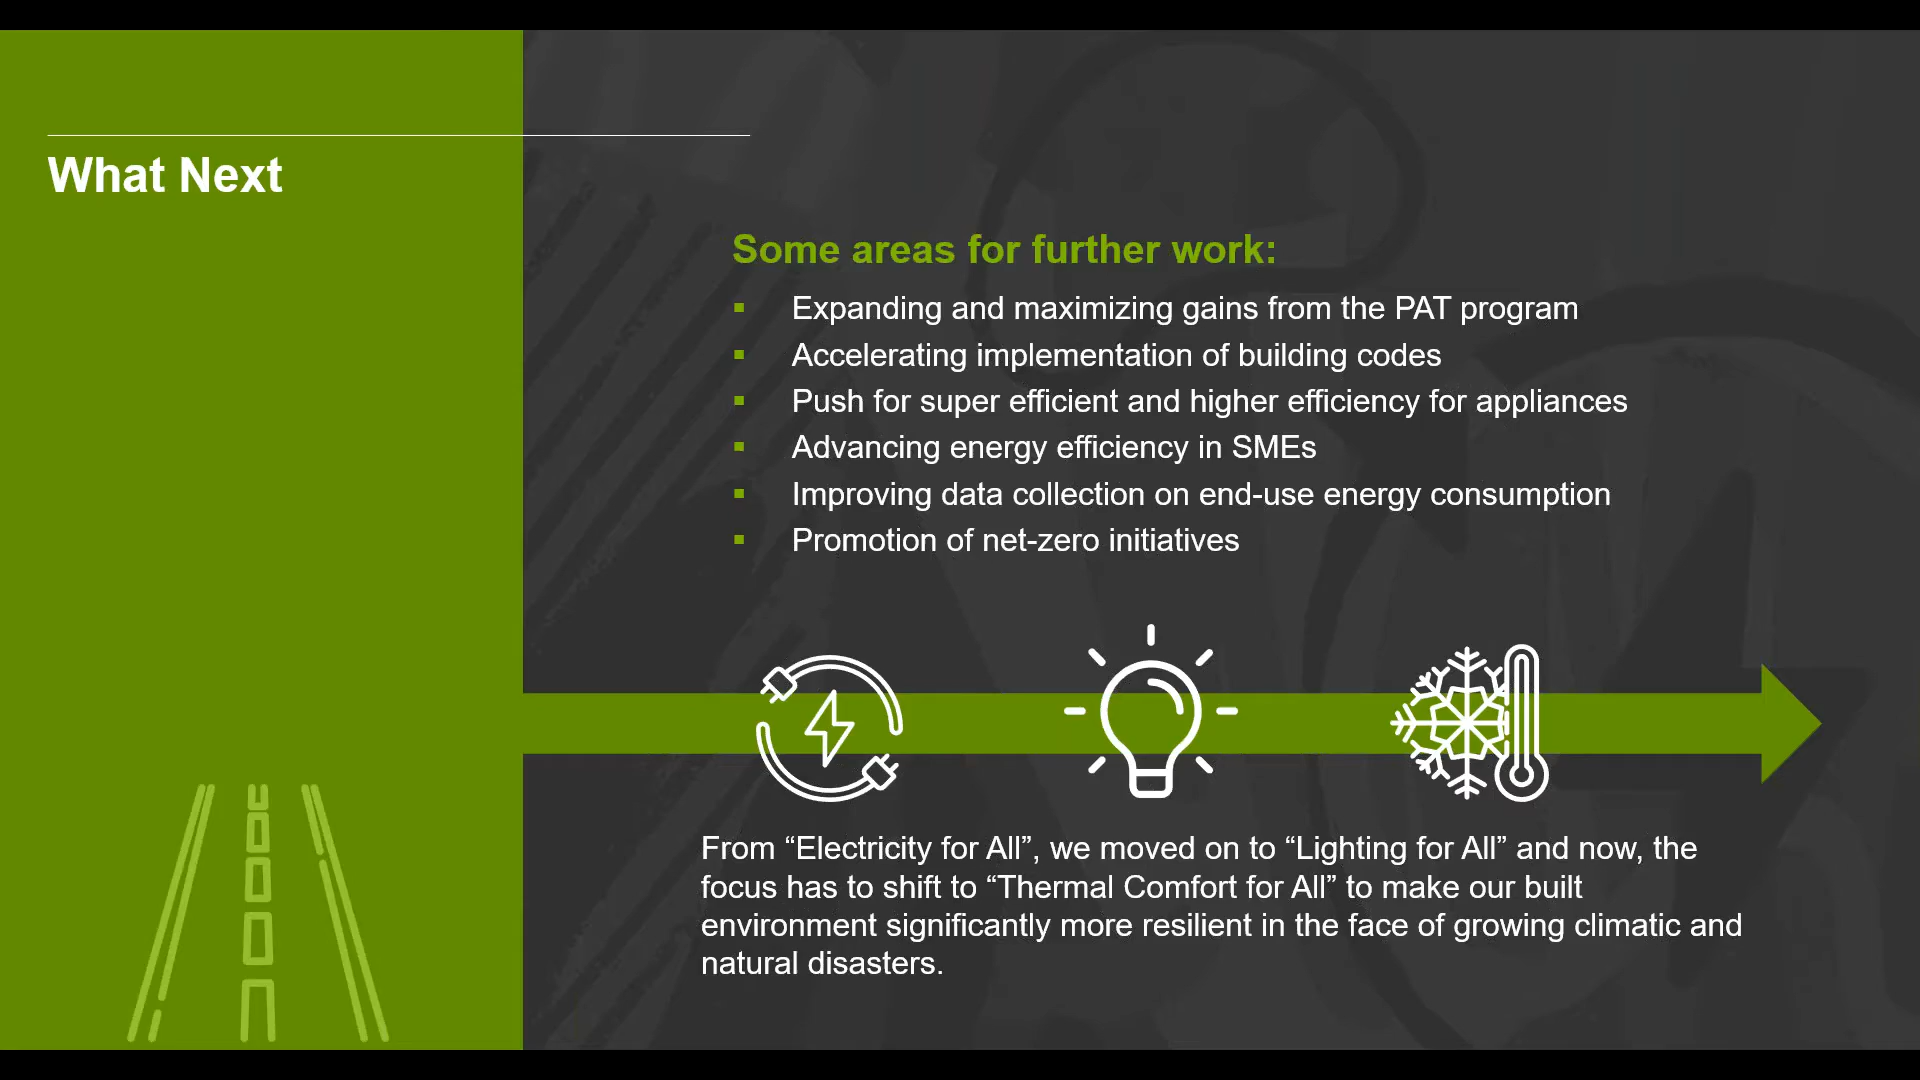 What Next
Some areas for further work:
▪ Expanding and maximizing gains from the PAT program
▪ Accelerating implementation of building codes
▪ Push for super efficient and higher efficiency for appliances
▪ Advancing energy efficiency in SMEs
▪ Improving data collection on end-use energy consumption
▪ Promotion of net-zero initiatives
From “Electricity for All”, we moved on to “Lighting for All” and now, the
focus has to shift to “Thermal Comfort for All” to make our built
environment significantly more resilient in the face of growing climatic and
natural disasters.